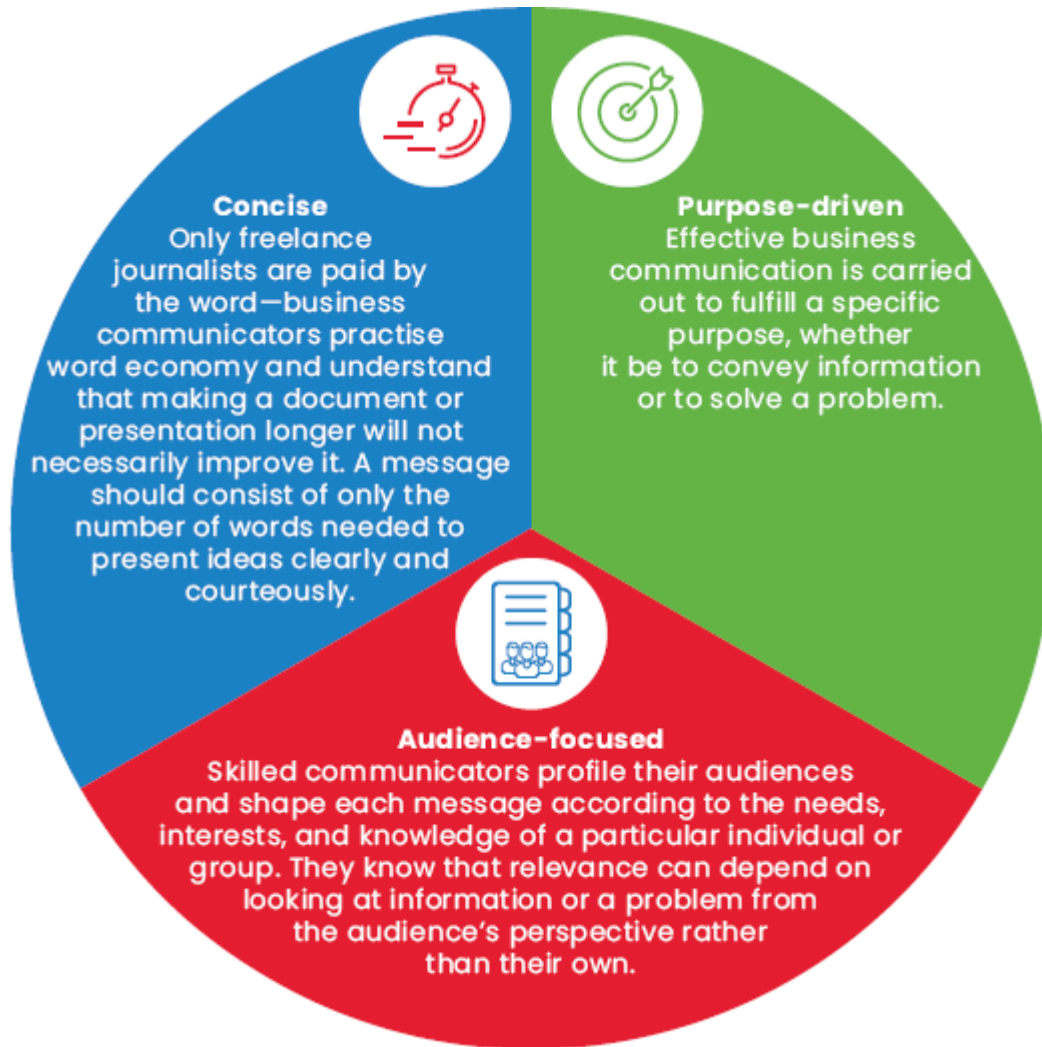 Concise
Only freelance
journalists are paid by
the word—business
communicators practise
word economy and understand
that making a document or
presentation longer will not
necessarily improve it. A message
should consist of only the
number of words needed to
present ideas clearly and
courteously.
Purpose-driven
Effective business
communication is carried
out to fulfill a specific
purpose, whether
it be to convey information
or to solve a problem.
Audience-focused
Skilled communicators profile their audiences
and shape each message according to the needs,
interests, and knowledge of a particular individual or
group. They know that relevance can depend on
looking at information or a problem from
the audience’s perspective rather
than their own.